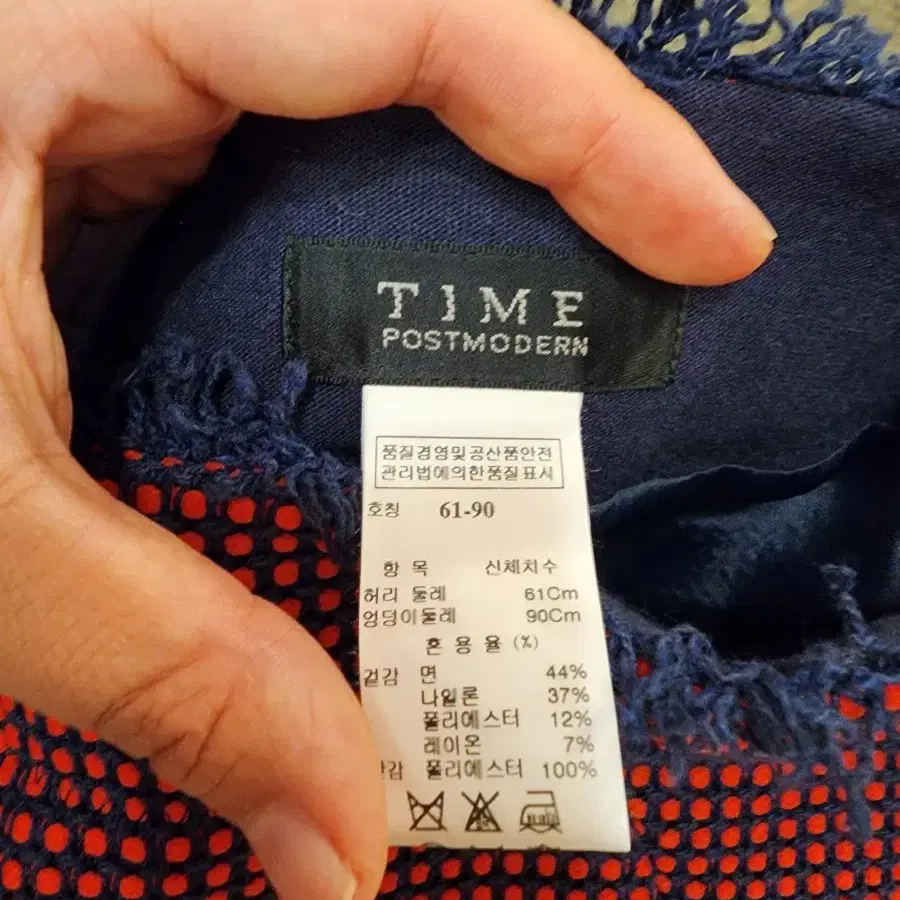 TIME
POSTMODERN
품질경영및공산품안전
관리법에의한품질표시
호칭 61-90
항 목 신체치수
허리 둘레 61Cm
엉덩이둘레 90Cm
혼 용 율 (%)
겉감 면 44%
나일론 37%
폴리에스터 12%
레이온 7%
폴리에스터 100%